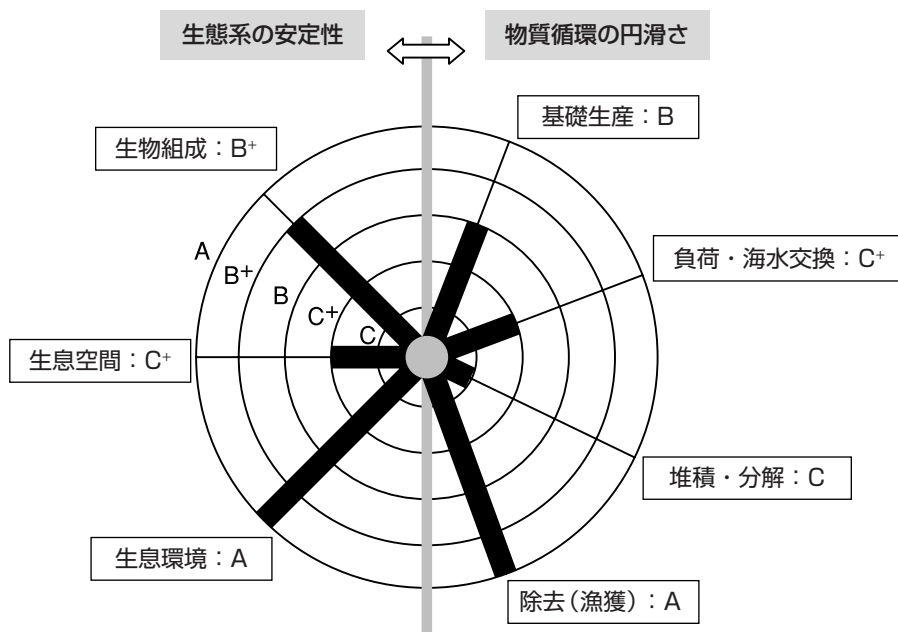 生態系の安定性
物質循環の円滑さ
基礎生産：B
生物組成：B⁺
負荷・海水交換：C⁺
A
B⁺
B
C⁺
C
生息空間：C⁺
堆積・分解：C
生息環境：A
除去（漁獲）：A